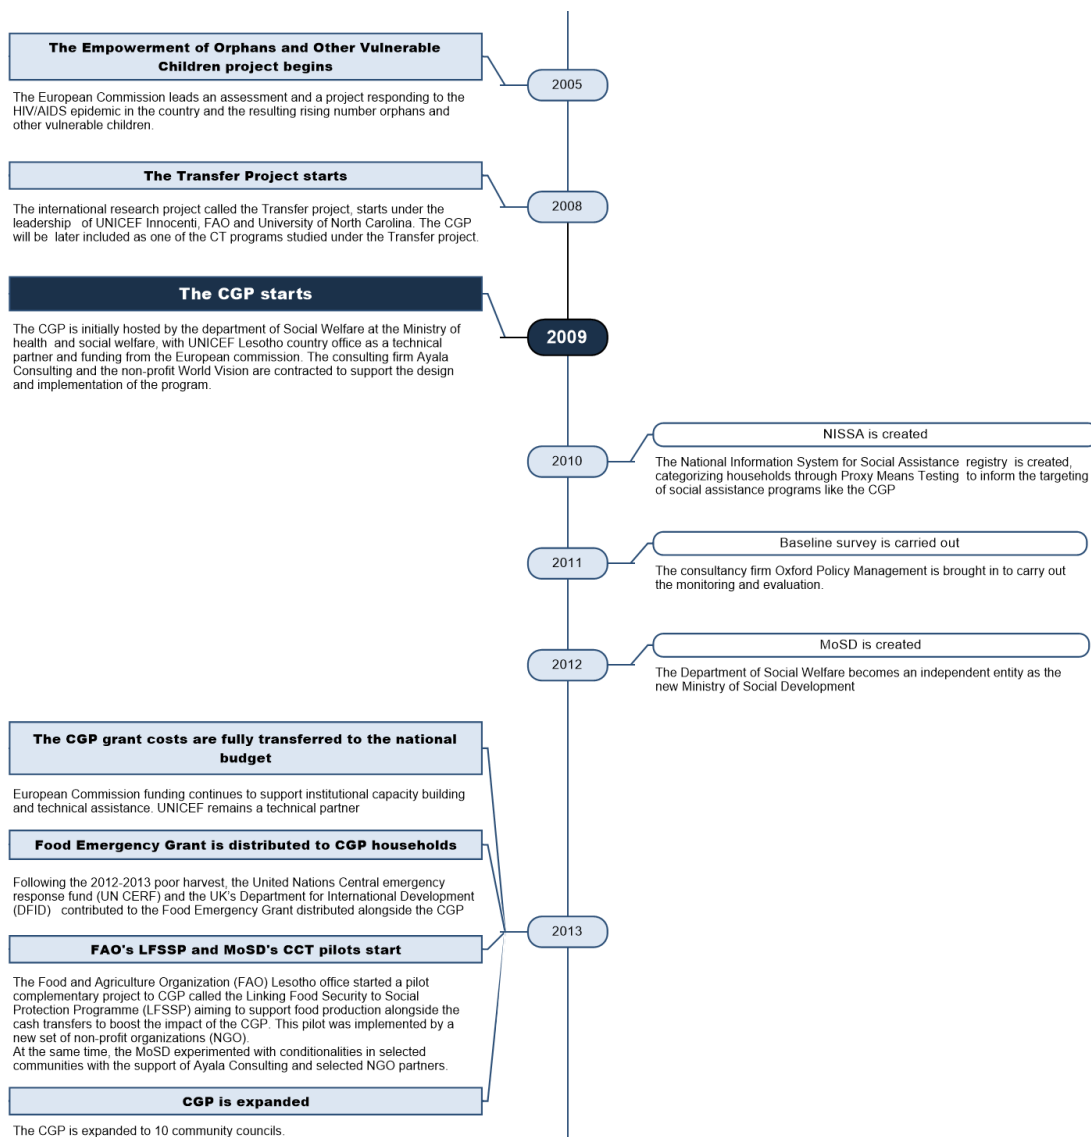 The Empowerment of Orphans and Other Vulnerable
Children project begins
2005
The European Commission leads an assessment and a project responding to the
HIV/AIDS epidemic in the country and the resulting rising number orphans and
other vulnerable children.
The Transfer Project starts
2008
The international research project called the Transfer project, starts under the
leadership of UNICEF Innocenti, FAO and University of North Carolina. The CGP
will be later included as one of the CT programs studied under the Transfer project.
The CGP starts
2009
The CGP is initially hosted by the department of Social Welfare at the Ministry of
health and social welfare, with UNICEF Lesotho country office as a technical
partner and funding from the European commission. The consulting firm Ayala
Consulting and the non-profit World Vision are contracted to support the design
and implementation of the program.
2010
NISSA is created
The National Information System for Social Assistance registry is created,
categorizing households through Proxy Means Testing to inform the targeting
of social assistance programs like the CGP
2011
Baseline survey is carried out
The consultancy firm Oxford Policy Management is brought in to carry out
the monitoring and evaluation.
2012
MoSD is created
The Department of Social Welfare becomes an independent entity as the
new Ministry of Social Development
The CGP grant costs are fully transferred to the national
budget
European Commission funding continues to support institutional capacity building
and technical assistance. UNICEF remains a technical partner
Food Emergency Grant is distributed to CGP households
Following the 2012-2013 poor harvest, the United Nations Central emergency
response fund (UN CERF) and the UK's Department for International Development
(DFID) contributed to the Food Emergency Grant distributed alongside the CGP
2013
FAO's LFSSP and MoSD's CCT pilots start
The Food and Agriculture Organization (FAO) Lesotho office started a pilot
complementary project to CGP called the Linking Food Security to Social
Protection Programme (LFSSP) aiming to support food production alongside the
cash transfers to boost the impact of the CGP. This pilot was implemented by a
new set of non-profit organizations (NGO).
At the same time, the MoSD experimented with conditionalities in selected
communities with the support of Ayala Consulting and selected NGO partners.
CGP is expanded
The CGP is expanded to 10 community councils.